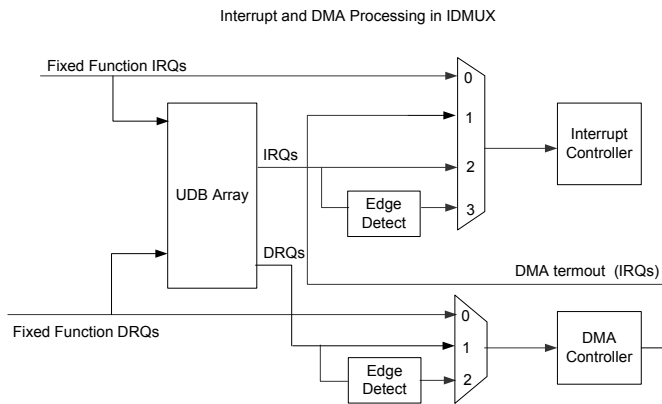 Interrupt and DMA Processing in IDMUX
Fixed Function IRQs
0
1
2
3
Interrupt
Controller
IRQs
UDB Array
Edge
Detect
DRQs
DMA termout (IRQs)
Fixed Function DRQs
0
1
2
DMA
Controller
Edge
Detect